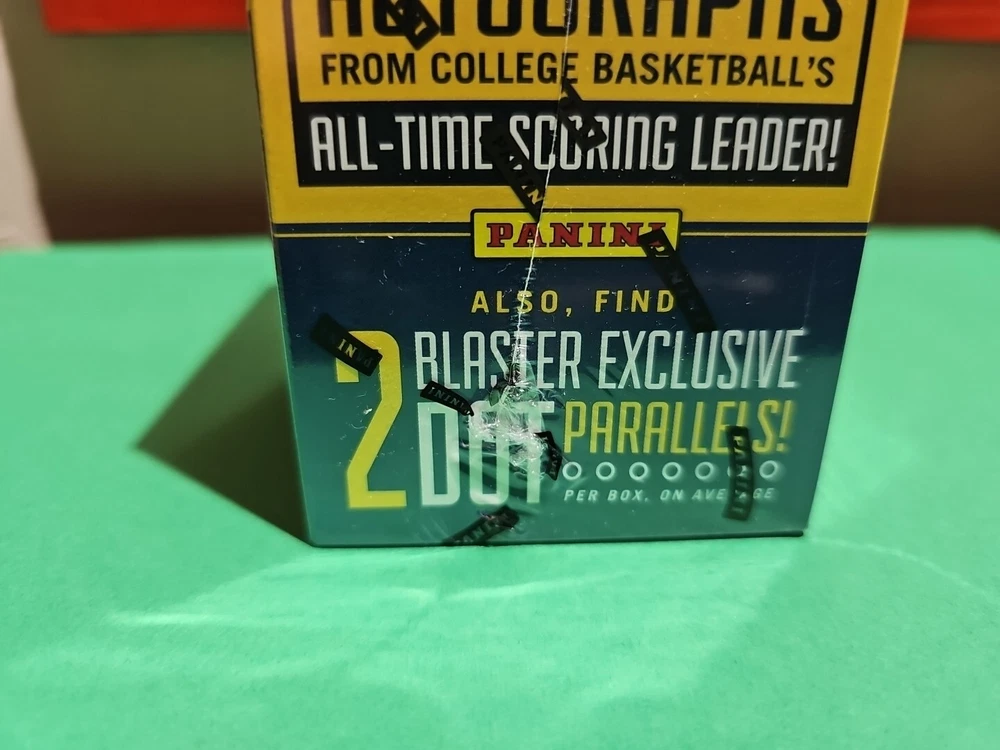 AUTOGRAPHS
FROM COLLEGE BASKETBALL'S
ALL-TIME SCORING LEADER!
PANINI
ALSO, FIND
2 BLASTER EXCLUSIVE
DOT PARALLELS!
PER BOX, ON AVERAGE